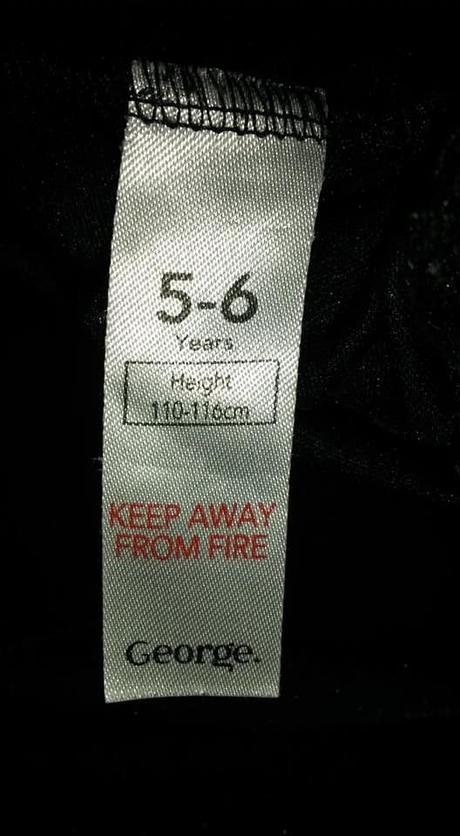 5-6
Years
Height
110-116cm
KEEP AWAY
FROM FIRE
George.